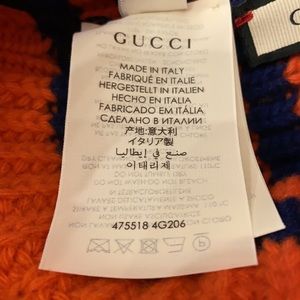 GUCCI
MADE IN ITALY
FABRIQUÉ EN ITALIE
HERGESTELLT IN ITALIEN
HECHO EN ITALIA
FABRICADO EM ITÁLIA
СДЕЛАНО В ИТАЛИИ
产地:意大利
イタリア製
صنع في إيطاليا
이태리제
475518 4G206